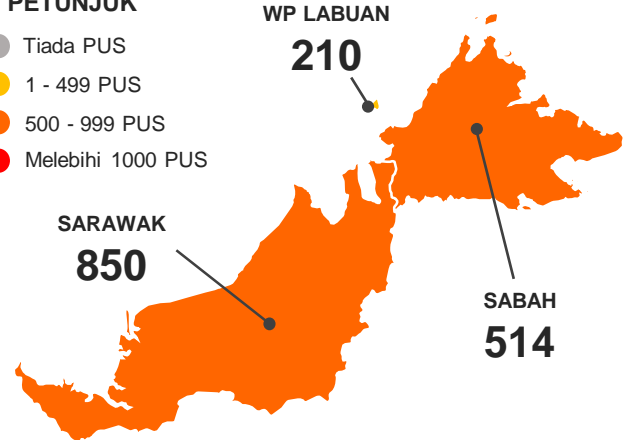 PETUNJUK
Tiada PUS
1 - 499 PUS
500 - 999 PUS
Melebihi 1000 PUS
WP LABUAN
210
SARAWAK
850
SABAH
514